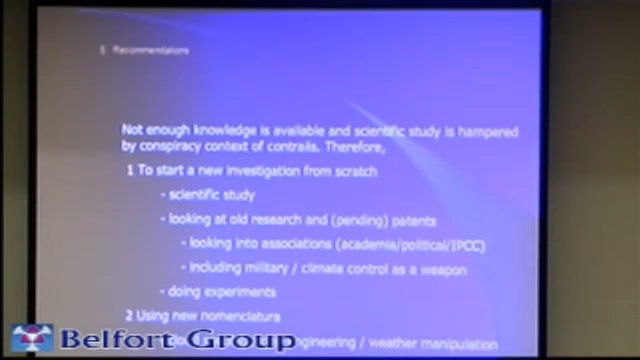 5 Recommendations
Not enough knowledge is available and scientific study is hampered
by conspiracy context of contrails. Therefore,
1 To start a new investigation from scratch
- scientific study
- looking at old research and (pending) patents
- looking into associations (academia/political/IPCC)
- including military / climate control as a weapon
- doing experiments
2 Using new nomenclatura
engineering / weather manipulation
Belfort Group